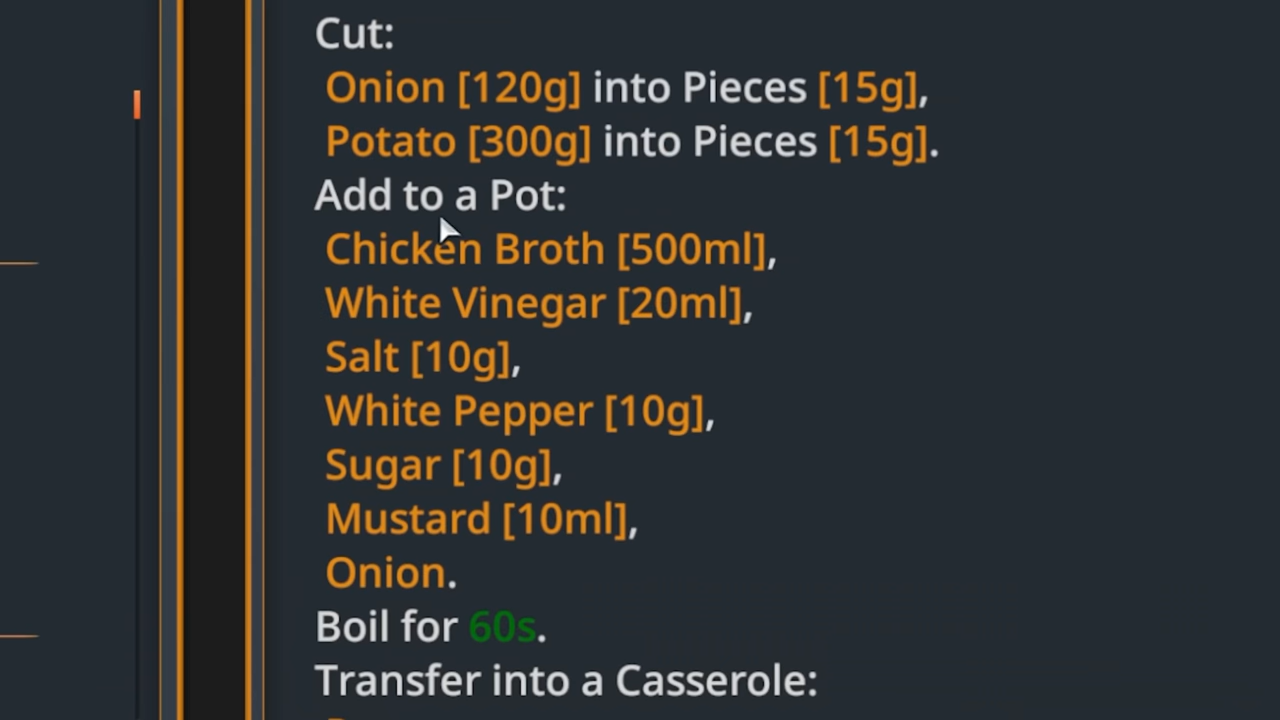 Cut:
Onion [120g] into Pieces [15g],
Potato [300g] into Pieces [15g].
Add to a Pot:
Chicken Broth [500ml],
White Vinegar [20ml],
Salt [10g],
White Pepper [10g],
Sugar [10g],
Mustard [10ml],
Onion.
Boil for 60s.
Transfer into a Casserole: